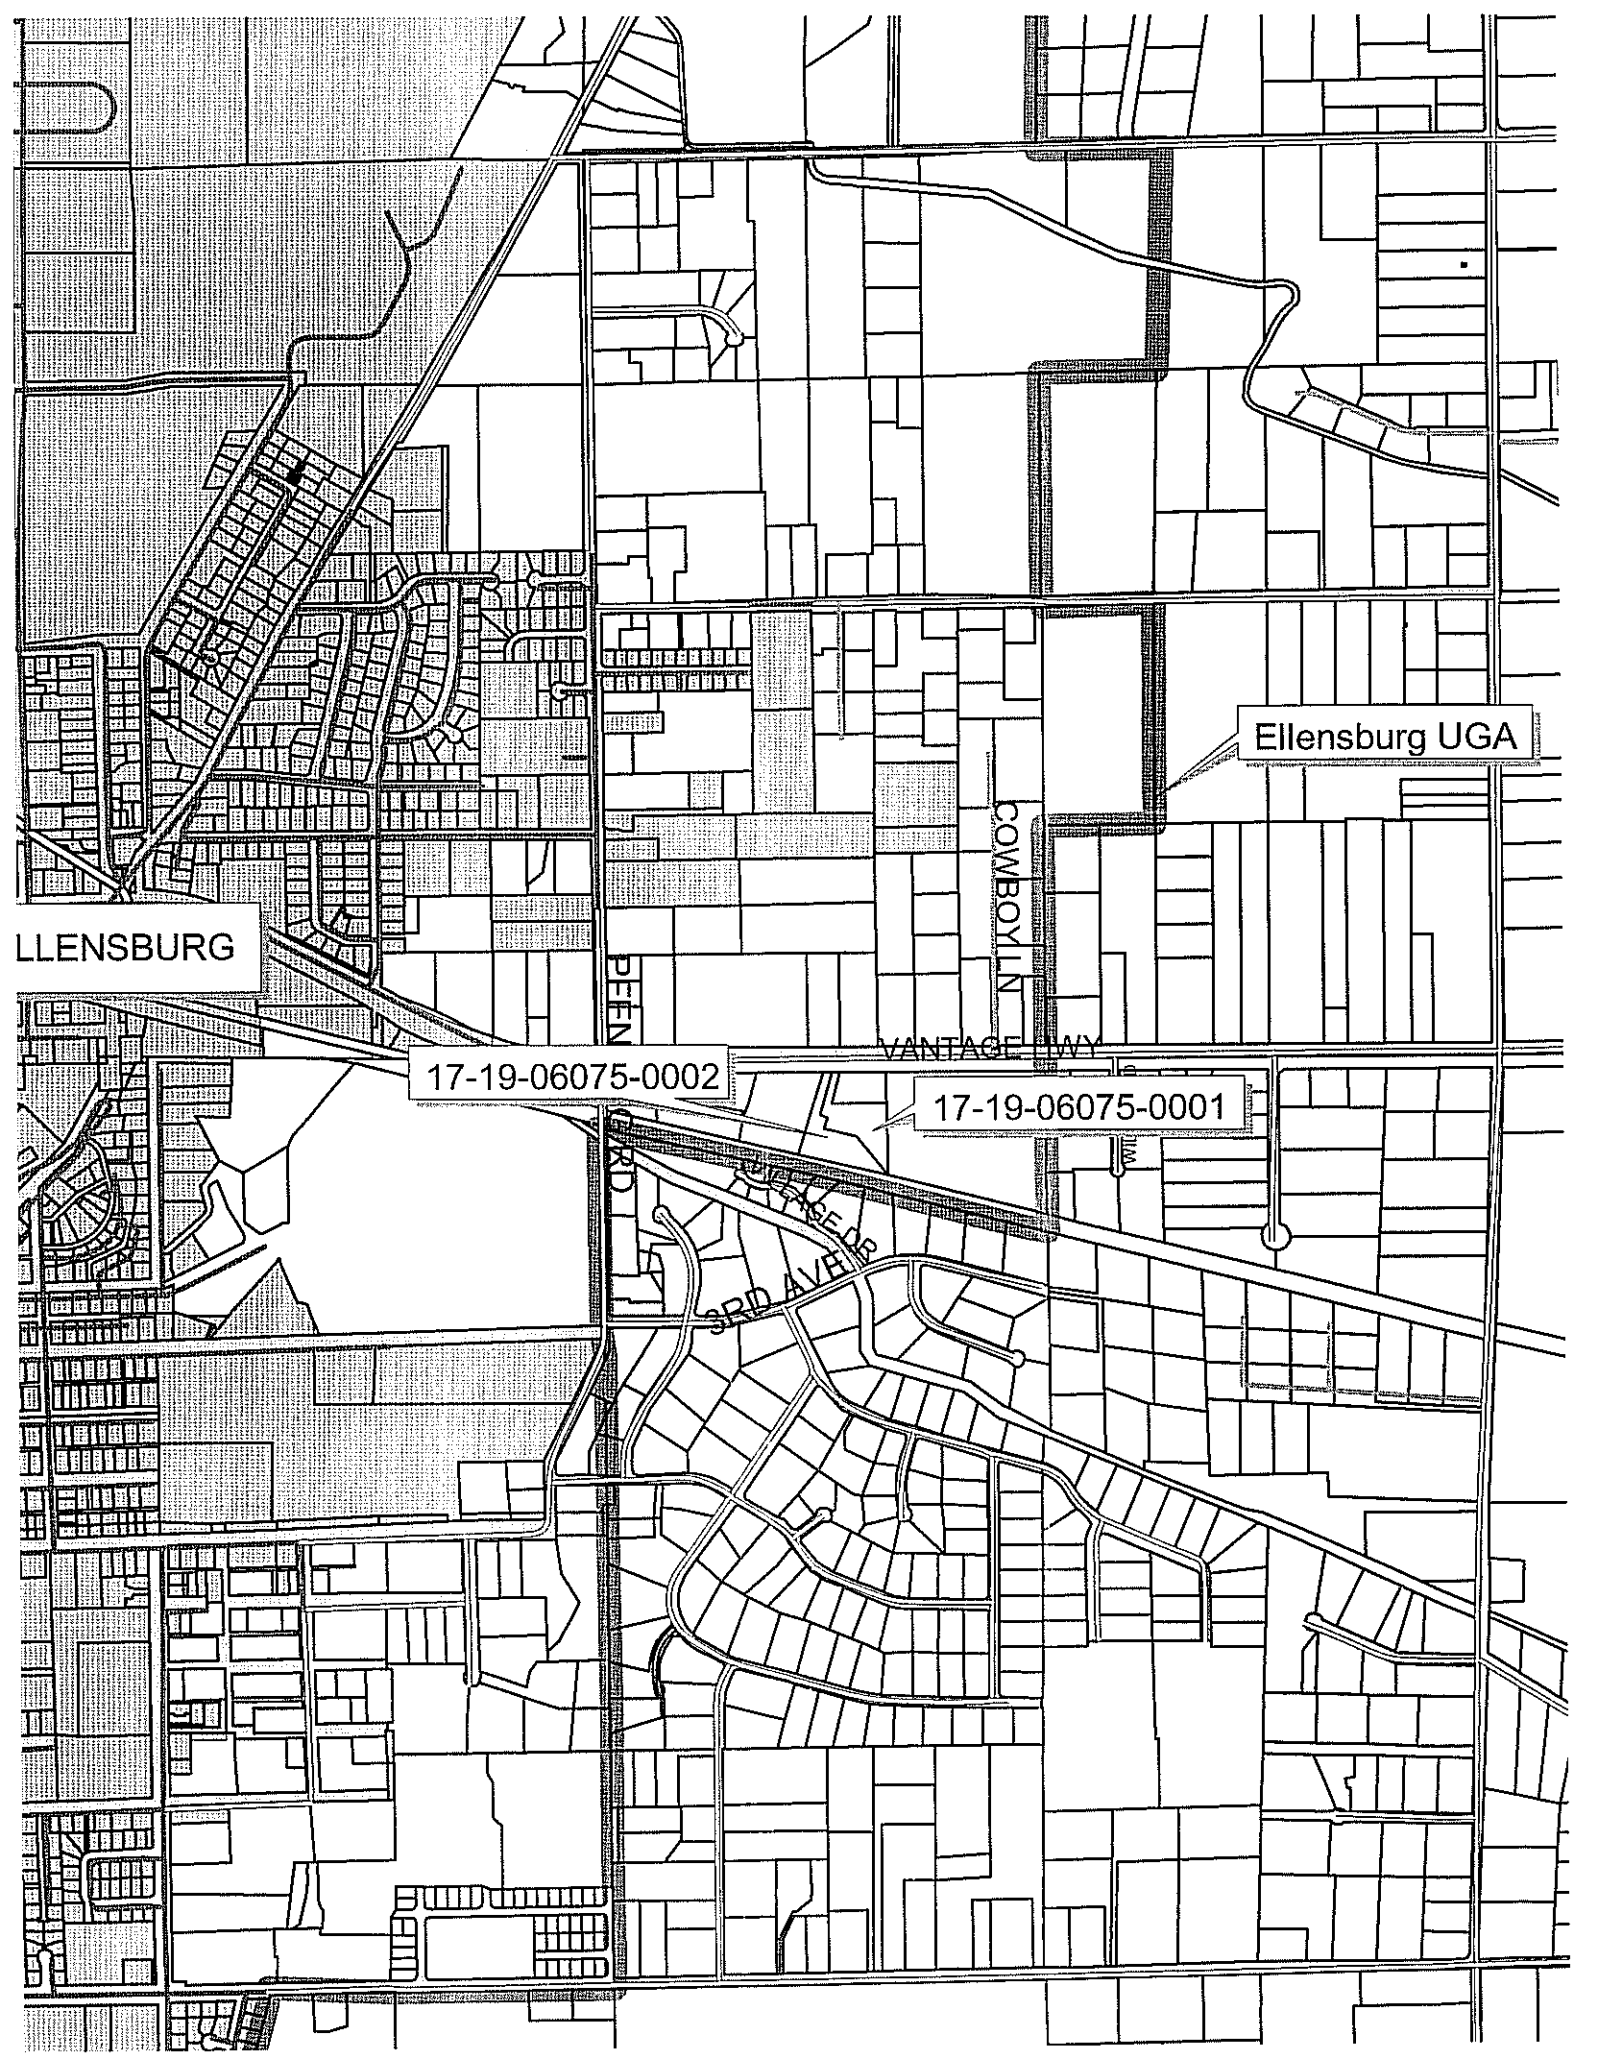 Ellensburg UGA
COWBOY LN
LLENSBURG
VANTAGE HWY
17-19-06075-0002
17-19-06075-0001
3RD AVE